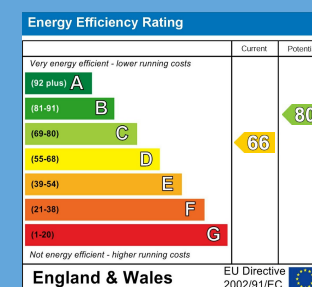 Energy Efficiency Rating
Current
Very energy efficient - lower running costs
(92 plus) A
(81-91) B
(69-80) C
(55-68) D
(39-54) E
(21-38) F
(1-20) G
66
80
Not energy efficient - higher running costs
England & Wales
EU Directive
2002/91/EC